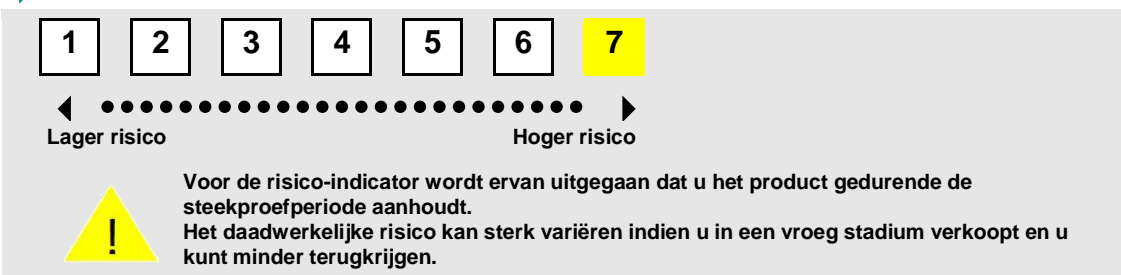 1 2 3 4 5 6 7
Lager risico Hoger risico
!
Voor de risico-indicator wordt ervan uitgegaan dat u het product gedurende de
steekproefperiode aanhoudt.
Het daadwerkelijke risico kan sterk variëren indien u in een vroeg stadium verkoopt en u
kunt minder terugkrijgen.